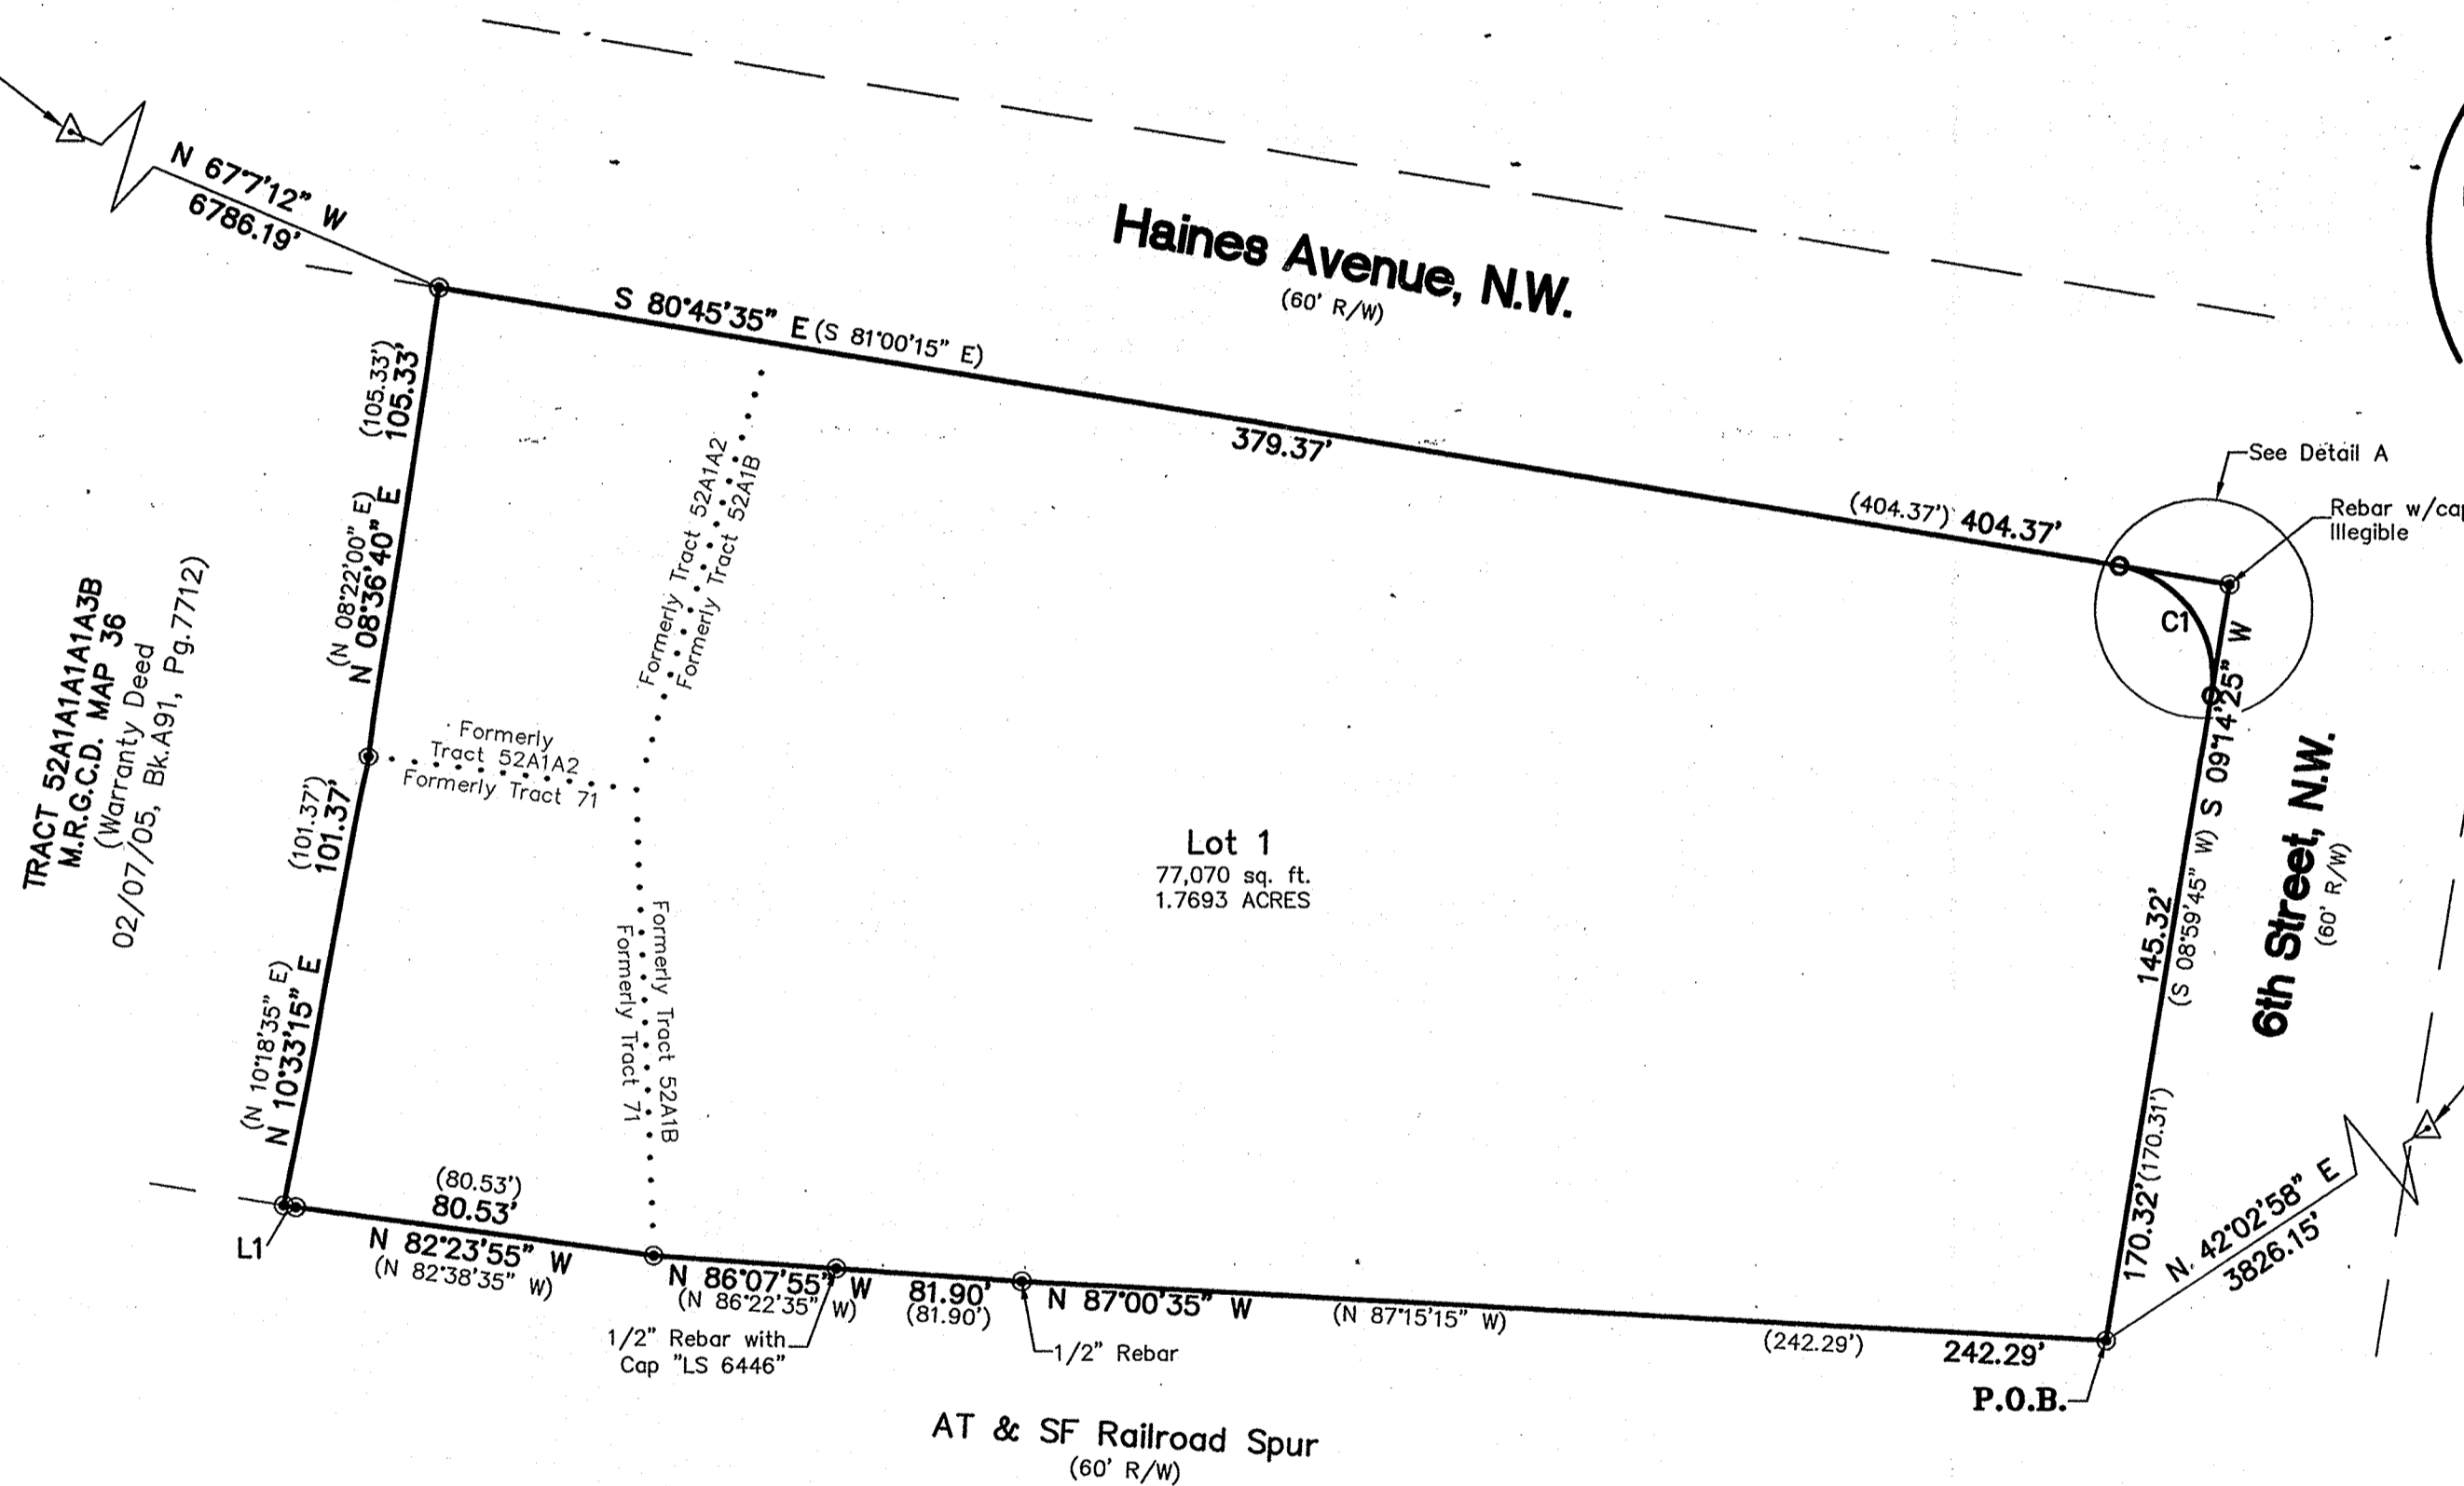 N 67°7'12" W
6786.19'
Haines Avenue, N.W.
(60' R/W)
S 80°45'35" E (S 81°00'15" E)
379.37'
(404.37') 404.37'
See Detail A
Rebar w/cap
Illegible
C1
(105.33')
105.33'
(N 08°22'00" E)
N 08°36'40" E
Formerly Tract 52A1A2
Formerly Tract 52A1B
TRACT 52A1A1A1A1A3B
M.R.G.C.D. MAP 36
(Warranty Deed
02/07/05, Bk.A91, Pg.7712)
Formerly
Tract 52A1A2
Formerly Tract 71
(101.37')
101.37'
(N 10°18'35" E)
N 10°33'15" E
Formerly Tract 52A1B
Formerly Tract 71
Lot 1
77,070 sq. ft.
1.7693 ACRES
S 09°14'25" W
(S 08°59'45" W)
145.32'
170.32' (170.31')
6th Street, N.W.
(60' R/W)
N. 42°02'58" E
3826.15'
L1
(80.53')
80.53'
N 82°23'55" W
(N 82°38'35" W)
N 86°07'55" W 81.90'
(N 86°22'35" W) (81.90')
1/2" Rebar with
Cap "LS 6446"
N 87°00'35" W (N 87°15'15" W) (242.29') 242.29'
1/2" Rebar
P.O.B.
AT & SF Railroad Spur
(60' R/W)